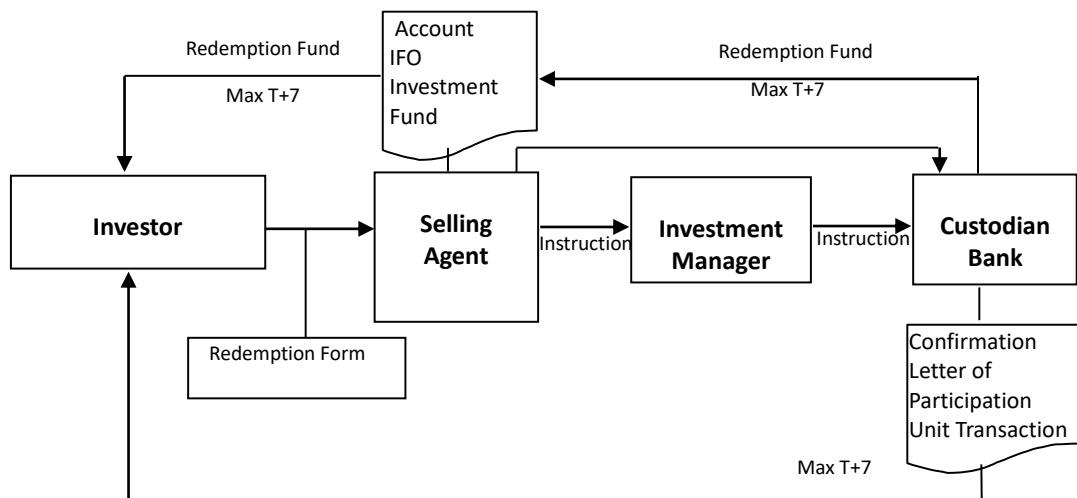 Redemption Fund
Max T+7
Account
IFO
Investment
Fund
Redemption Fund
Max T+7
Investor
Selling
Agent
Instruction
Investment
Manager
Instruction
Custodian
Bank
Redemption Form
Confirmation
Letter of
Participation
Unit Transaction
Max T+7